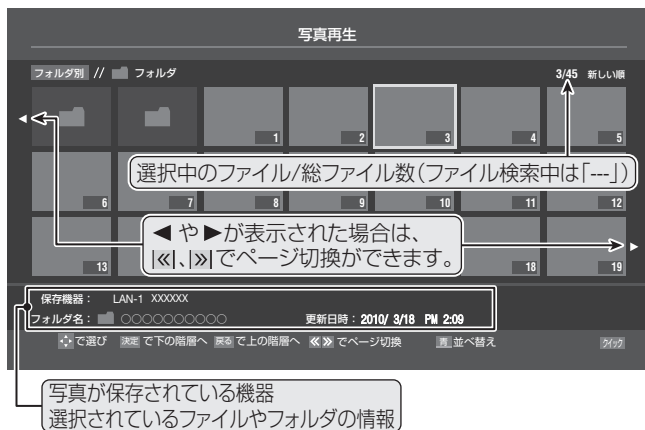 写真再生
フォルダ別 // フォルダ 3/45 新しい順
1 2 3 4 5
選択中のファイル/総ファイル数(ファイル検索中は「---」)
6 7 8 9 10 11 12
◀ や ▶が表示された場合は、
|≪|、|≫|でページ切換ができます。
13 18 19
保存機器： LAN-1 XXXXXX
フォルダ名： ○○○○○○○○○○ 更新日時：2010/ 3/18 PM 2:09
で選び 決定 で下の階層へ 戻る で上の階層へ ≪≫ でページ切換 青 並べ替え クイック
写真が保存されている機器
選択されているファイルやフォルダの情報